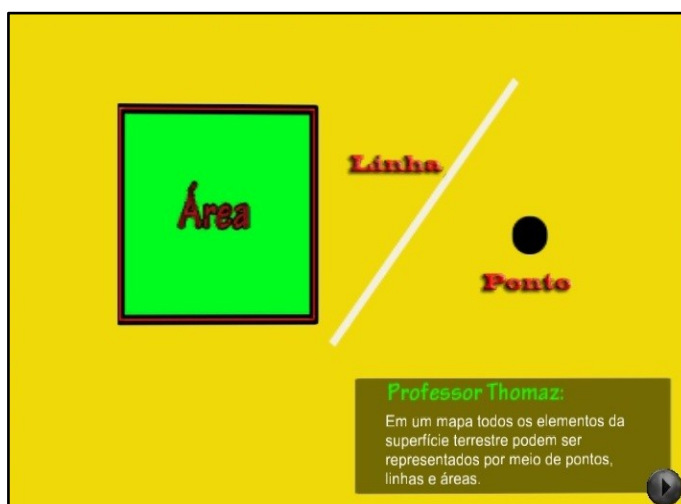 Área
Linha
Ponto
Professor Thomaz:
Em um mapa todos os elementos da
superfície terrestre podem ser
representados por meio de pontos,
linhas e áreas.